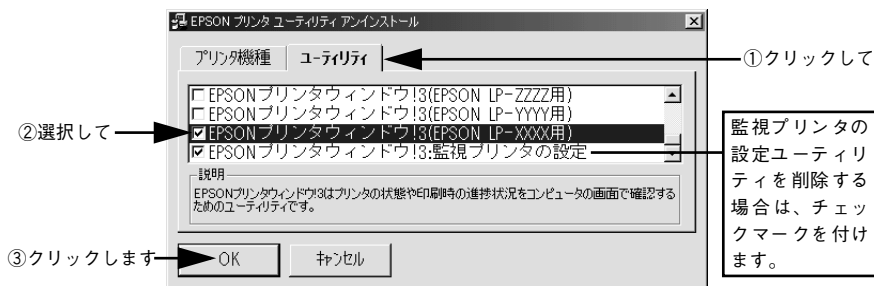 EPSON プリンタ ユーティリティ アンインストール
プリンタ機種 ユーティリティ
①クリックして
EPSONプリンタウィンドウ!3(EPSON LP-ZZZZ用)
EPSONプリンタウィンドウ!3(EPSON LP-YYYY用)
②選択して
EPSONプリンタウィンドウ!3(EPSON LP-XXXX用)
EPSONプリンタウィンドウ!3:監視プリンタの設定
監視プリンタの
設定ユーティリ
ティを削除する
場合は、チェッ
クマークを付け
ます。
説明
EPSONプリンタウィンドウ!3はプリンタの状態や印刷時の進捗状況をコンピュータの画面で確認する
ためのユーティリティです。
③クリックします
OK キャンセル